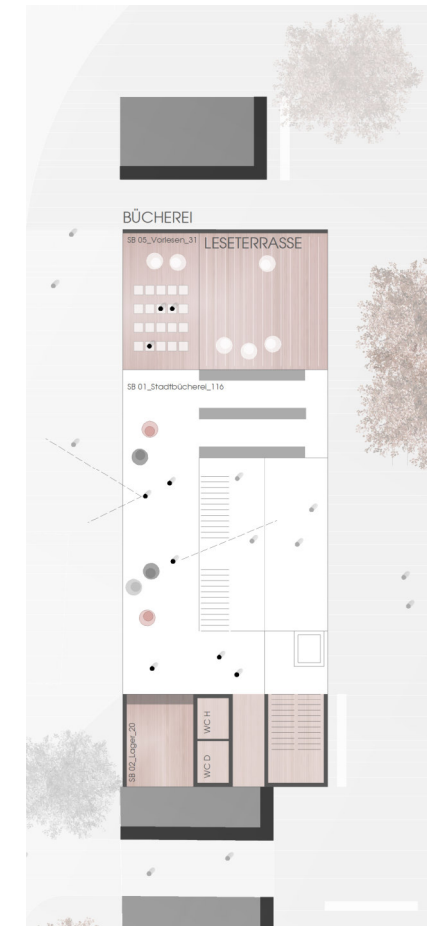 BÜCHEREI
SB 05_Vorlesen_31
LESETERRASSE
SB 01_Stadtbücherei_116
SB 02_Lager_20
WC H
WC D